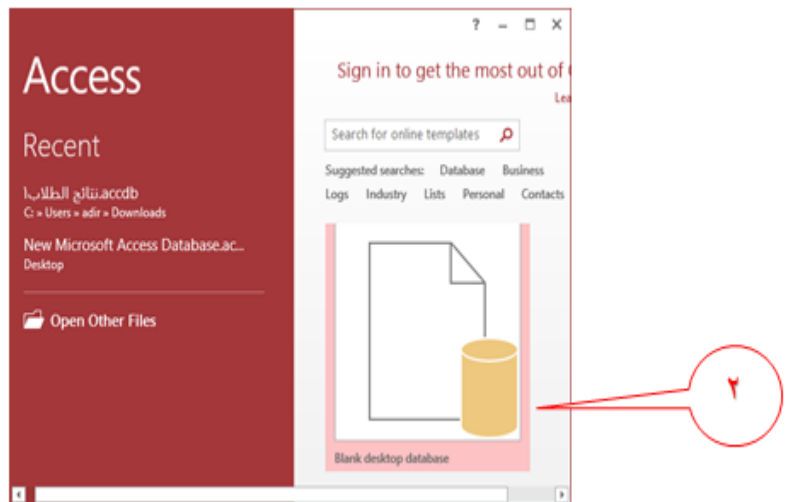 ? – □ ×
Access
Sign in to get the most out of
Lea
Recent
Search for online templates
Suggested searches: Database Business
Logs Industry Lists Personal Contacts
نتائج الطلاب1.accdb
C: » Users » adir » Downloads
New Microsoft Access Database.ac...
Desktop
Open Other Files
Blank desktop database
٢